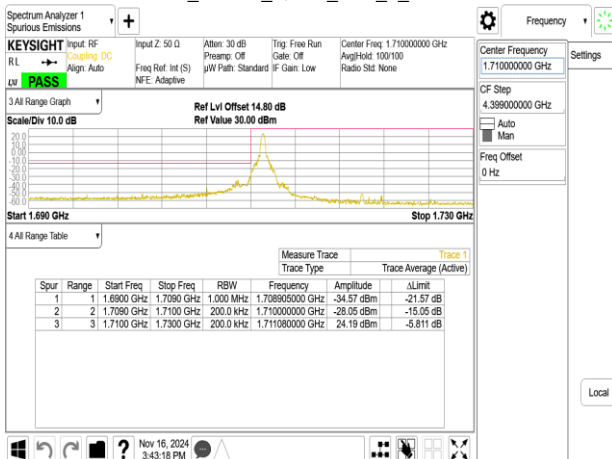 Spectrum Analyzer 1
Spurious Emissions
Frequency
KEYSIGHT
RL
PASS
Input: RF
Coupling: DC
Align: Auto
Input Z: 50 Ω
Freq Ref: Int (S)
NFE: Adaptive
Atten: 30 dB
Preamp: Off
µW Path: Standard
Trig: Free Run
Gate: Off
IF Gain: Low
Center Freq: 1.710000000 GHz
Avg|Hold: 100/100
Radio Std: None
Center Frequency
1.710000000 GHz
Settings
CF Step
4.399000000 GHz
Auto
Man
Freq Offset
0 Hz
3 All Range Graph
Ref Lvl Offset 14.80 dB
Scale/Div 10.0 dB
Ref Value 30.00 dBm
20.0
10.0
0.00
-10.0
-20.0
-30.0
-40.0
-50.0
-60.0
Start 1.690 GHz
Stop 1.730 GHz
4 All Range Table
Measure Trace Trace 1
Trace Type Trace Average (Active)
Spur Range Start Freq Stop Freq RBW Frequency Amplitude ΔLimit
1 1 1.6900 GHz 1.7090 GHz 1.000 MHz 1.708905000 GHz -34.57 dBm -21.57 dB
2 2 1.7090 GHz 1.7100 GHz 200.0 kHz 1.710000000 GHz -28.05 dBm -15.05 dB
3 3 1.7100 GHz 1.7300 GHz 200.0 kHz 1.711080000 GHz 24.19 dBm -5.811 dB
Local
Nov 16, 2024
3:43:18 PM